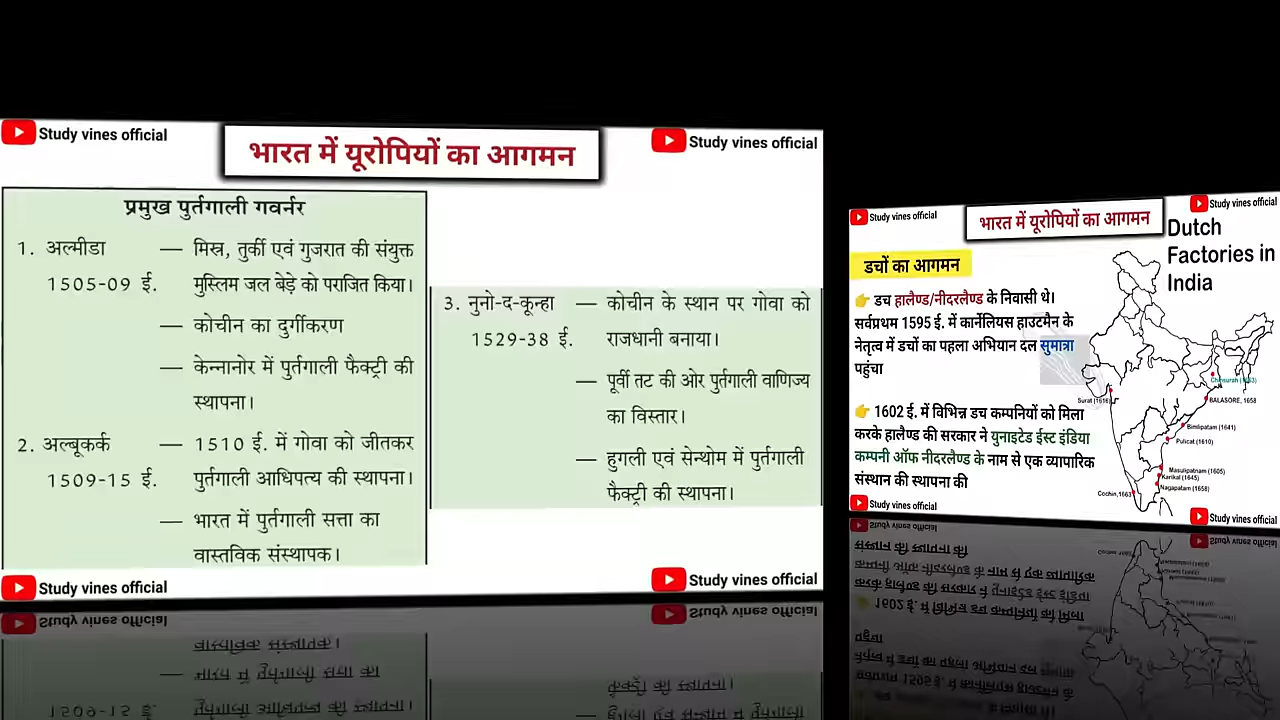 Study vines official
Study vines official
भारत में यूरोपियों का आगमन
प्रमुख पुर्तगाली गवर्नर
1. अल्मीडा — मिस्र, तुर्की एवं गुजरात की संयुक्त
1505-09 ई. मुस्लिम जल बेड़े को पराजित किया।
— कोचीन का दुर्गीकरण
— केन्नानोर में पुर्तगाली फैक्ट्री की
स्थापना।
2. अल्बूकर्क — 1510 ई. में गोवा को जीतकर
1509-15 ई. पुर्तगाली आधिपत्य की स्थापना।
— भारत में पुर्तगाली सत्ता का
वास्तविक संस्थापक।
3. नुनो-द-कून्हा — कोचीन के स्थान पर गोवा को
1529-38 ई. राजधानी बनाया।
— पूर्वी तट की ओर पुर्तगाली वाणिज्य
का विस्तार।
— हुगली एवं सेन्थोम में पुर्तगाली
फैक्ट्री की स्थापना।
Study vines official
Study vines official
Study vines official
Study vines official
भारत में यूरोपियों का आगमन
Dutch
Factories in
India
डचों का आगमन
👉 डच हालैण्ड/नीदरलैण्ड के निवासी थे।
सर्वप्रथम 1595 ई. में कार्नेलियस हाउटमैन के
नेतृत्व में डचों का पहला अभियान दल सुमात्रा
पहुंचा
👉 1602 ई. में विभिन्न डच कम्पनियों को मिला
करके हालैण्ड की सरकार ने युनाइटेड ईस्ट इंडिया
कम्पनी ऑफ नीदरलैण्ड के नाम से एक व्यापारिक
संस्थान की स्थापना की
Chinsurah (1653)
Surat (1616)
BALASORE, 1658
Bimlipatam (1641)
Pulicat (1610)
Masulipatnam (1605)
Karikal (1645)
Nagapatam (1658)
Cochin,1663
Study vines official
Study vines official